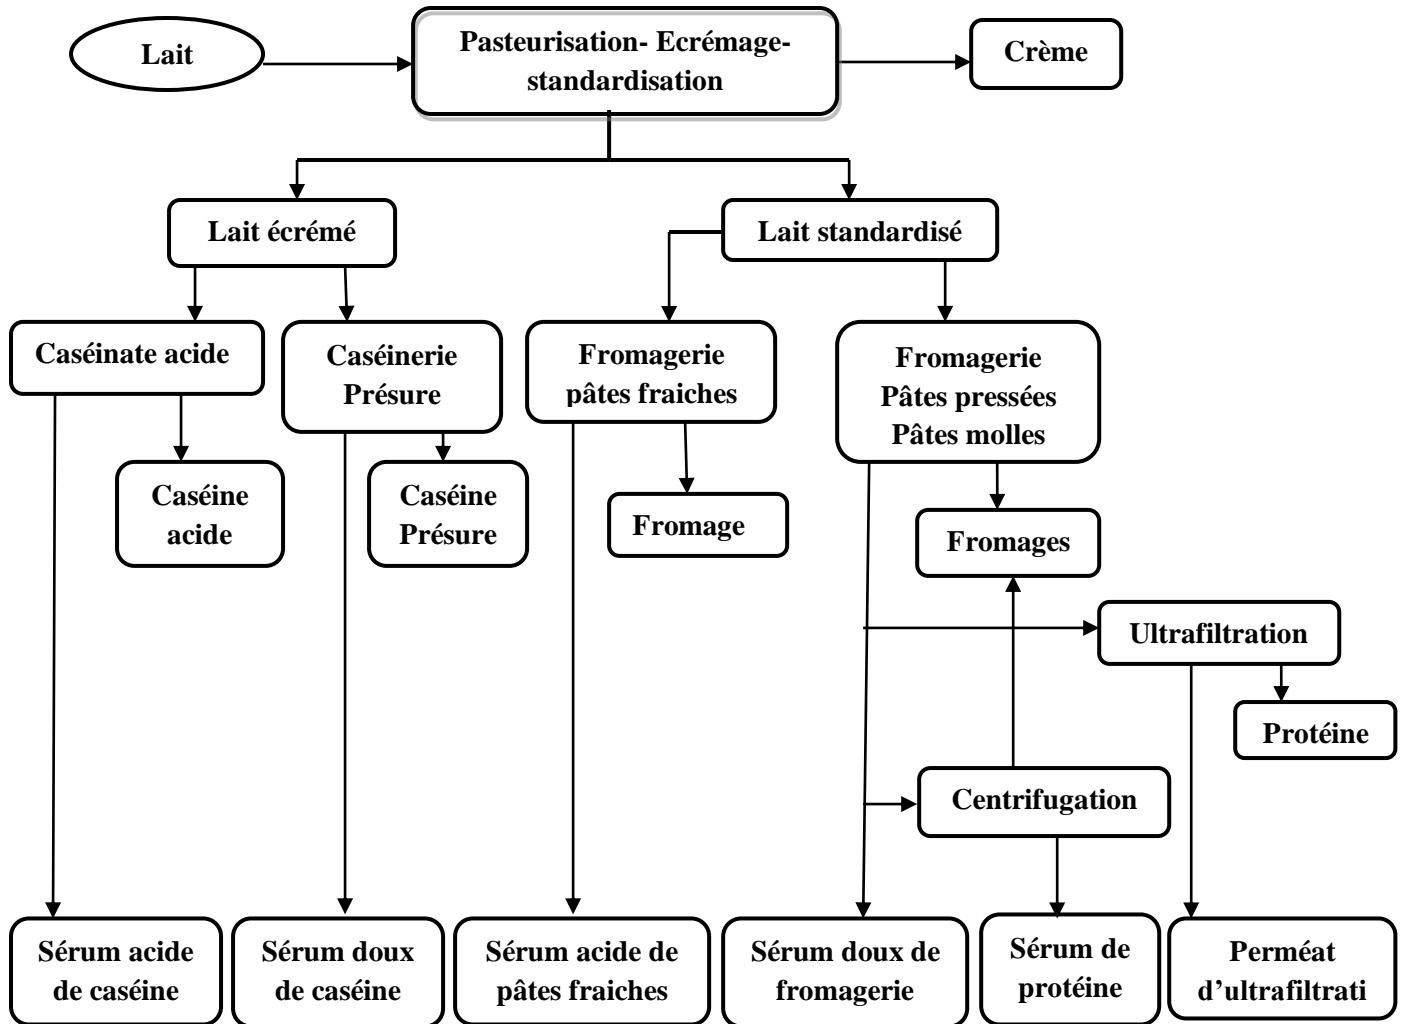 Lait
Pasteurisation- Ecrémage-
standardisation
Crème
Lait écrémé
Lait standardisé
Caséinate acide
Caséinerie
Présure
Fromagerie
pâtes fraiches
Fromagerie
Pâtes pressées
Pâtes molles
Caséine
acide
Caséine
Présure
Fromage
Fromages
Ultrafiltration
Protéine
Centrifugation
Sérum acide
de caséine
Sérum doux
de caséine
Sérum acide de
pâtes fraiches
Sérum doux de
fromagerie
Sérum de
protéine
Perméat
d’ultrafiltrati